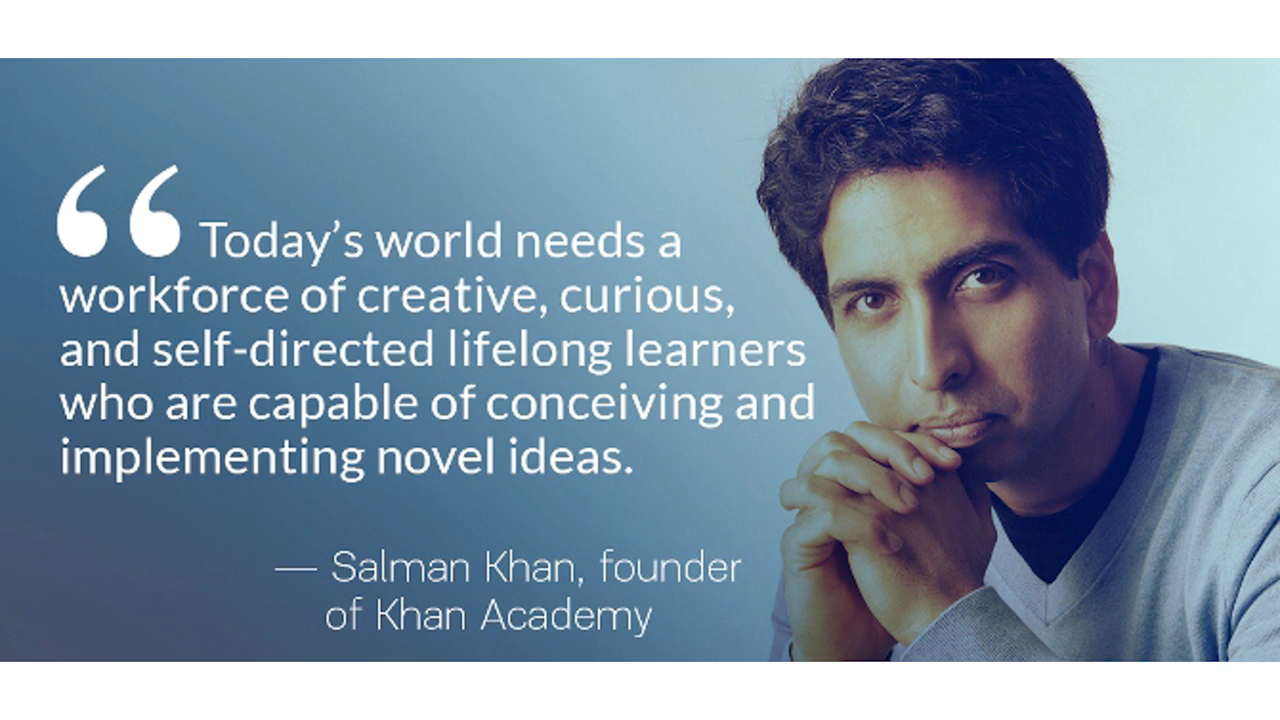 “ Today’s world needs a
workforce of creative, curious,
and self-directed lifelong learners
who are capable of conceiving and
implementing novel ideas.
— Salman Khan, founder
of Khan Academy